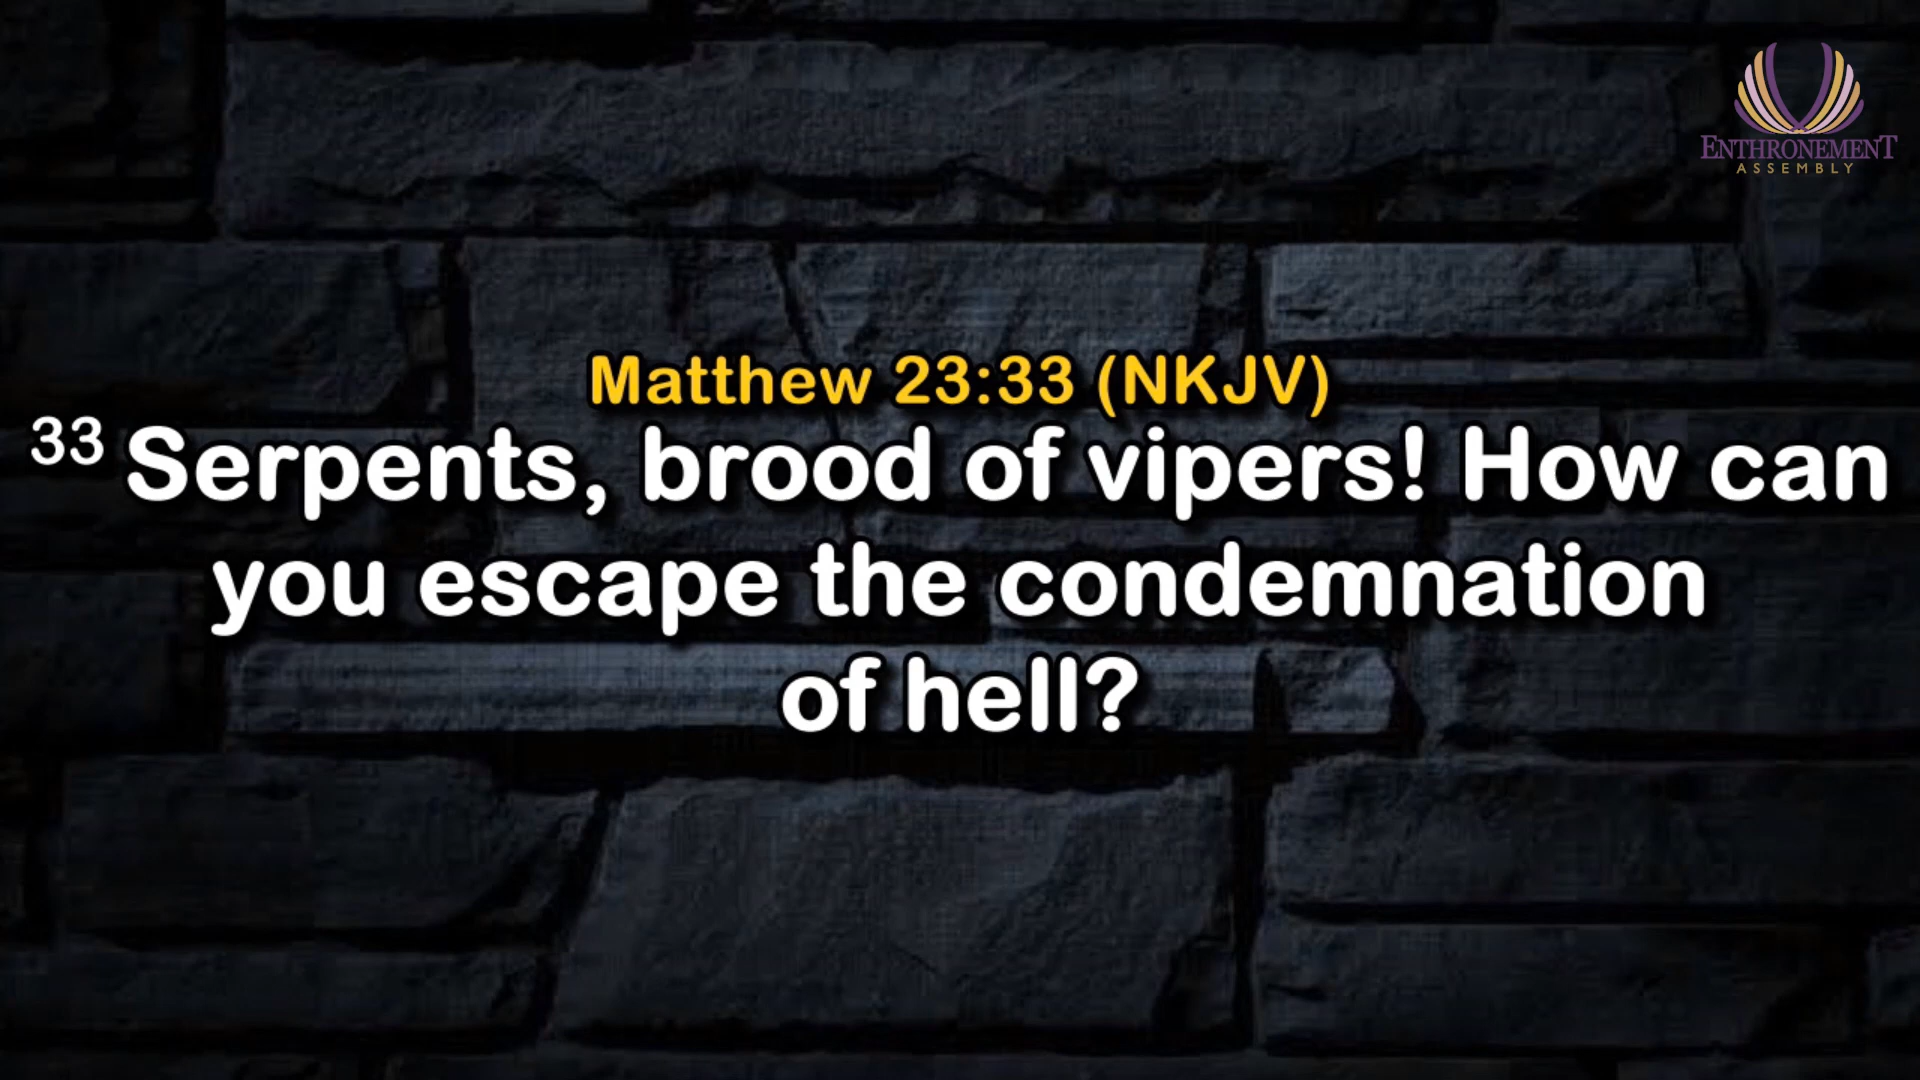 ENTHRONEMENT
ASSEMBLY
Matthew 23:33 (NKJV)
33 Serpents, brood of vipers! How can
you escape the condemnation
of hell?